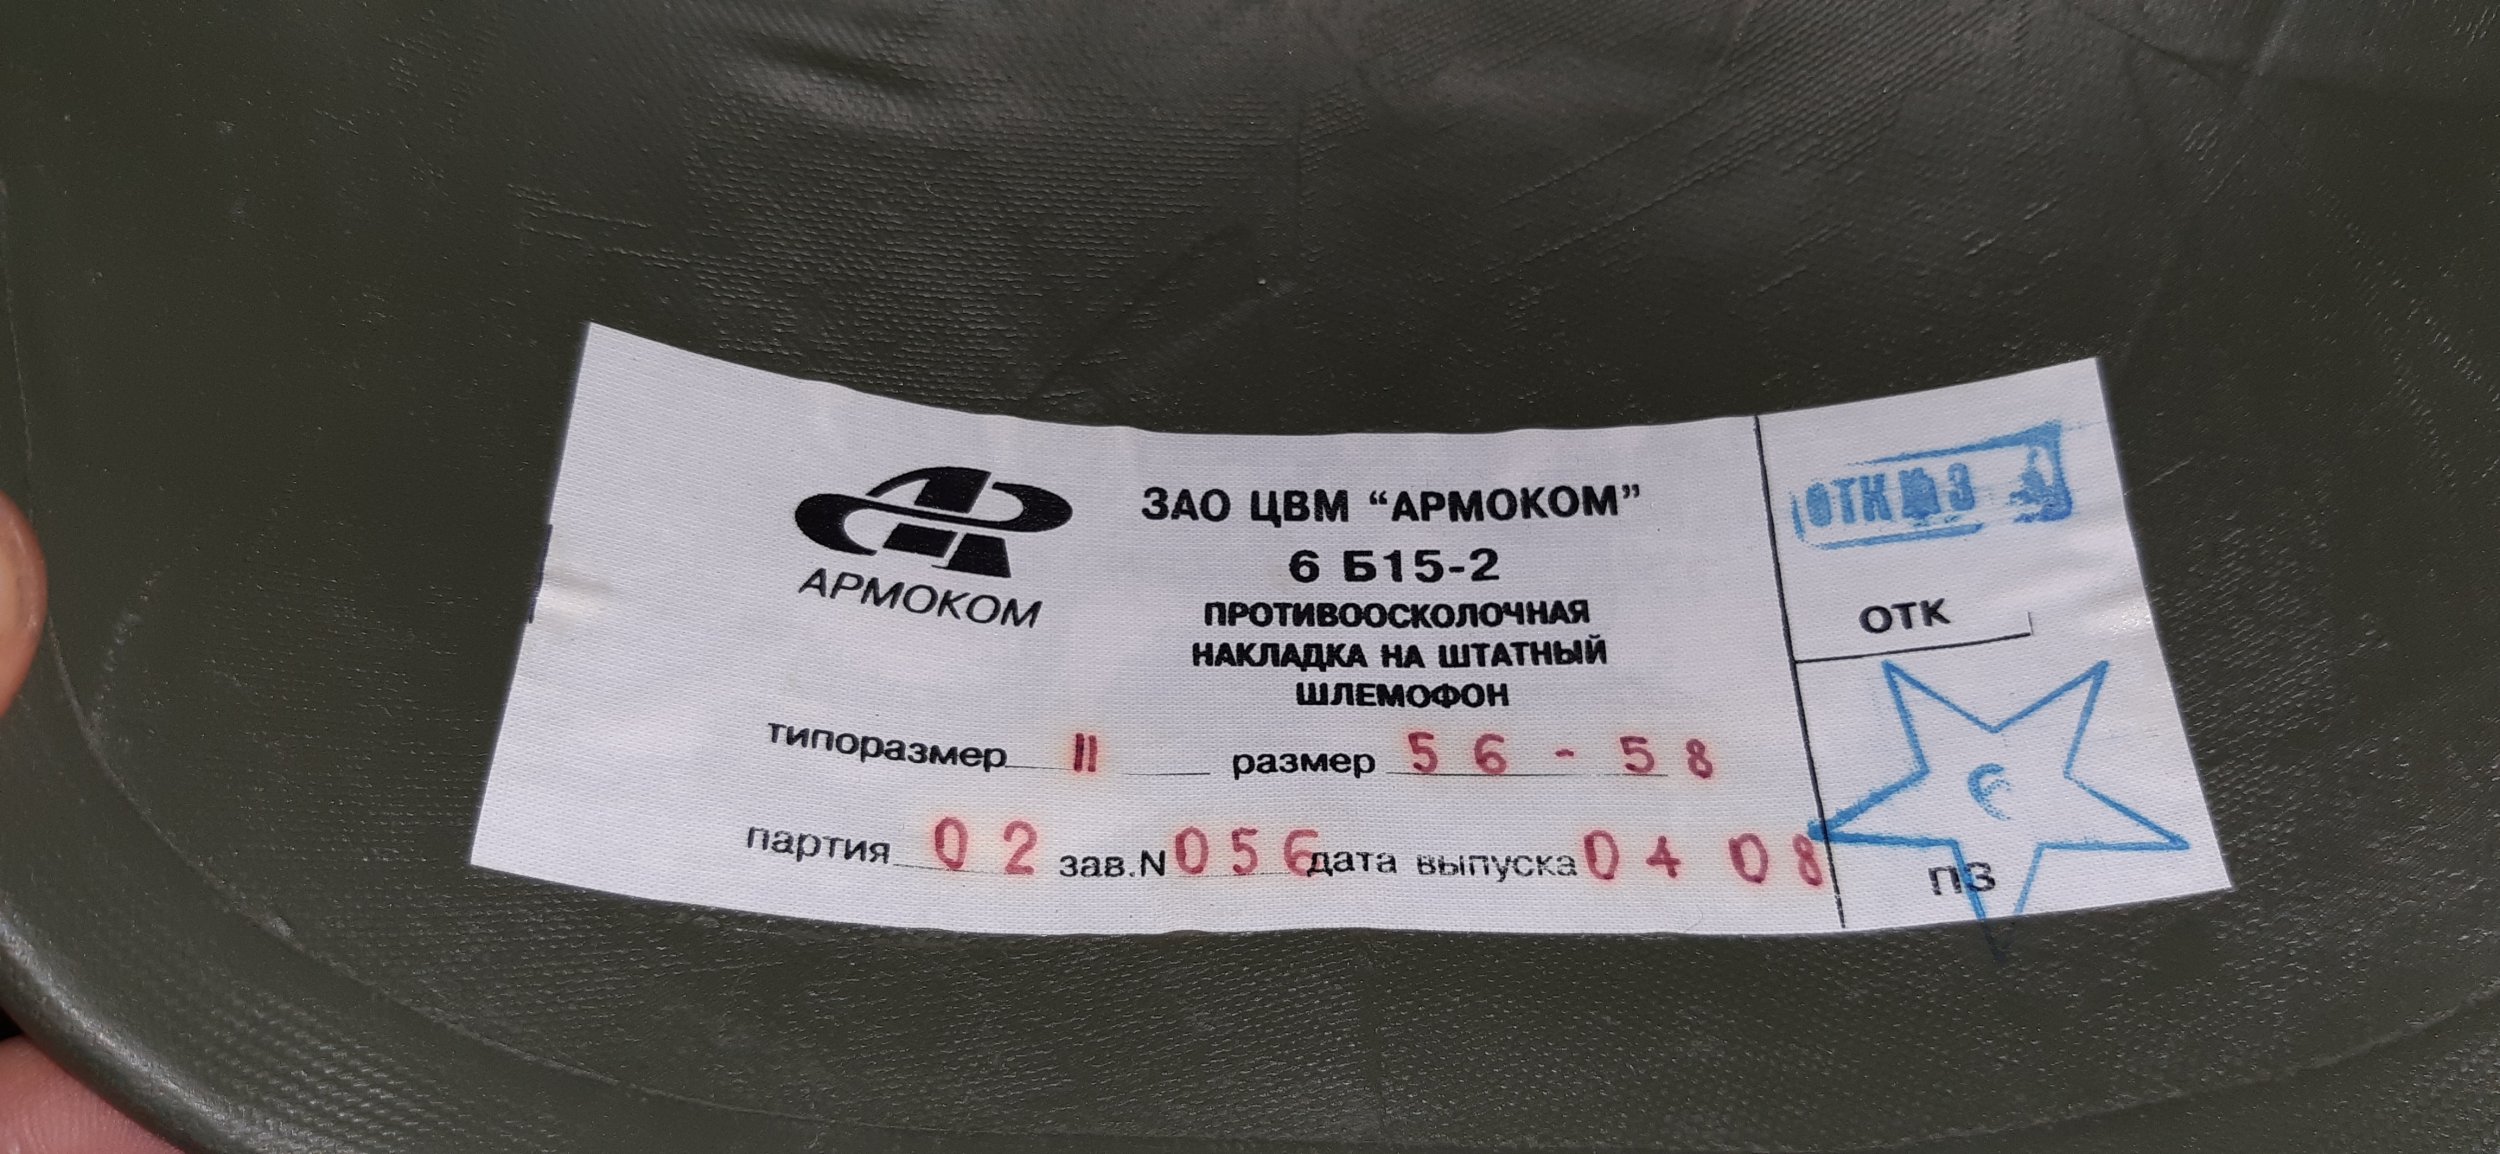 АРМОКОМ
ЗАО ЦВМ “АРМОКОМ”
6 Б15-2
ПРОТИВООСКОЛОЧНАЯ
НАКЛАДКА НА ШТАТНЫЙ
ШЛЕМОФОН
типоразмер II размер 56-58
партия 02 зав.N 056 дата выпуска 04 08
ОТК 3
ОТК
ПЗ